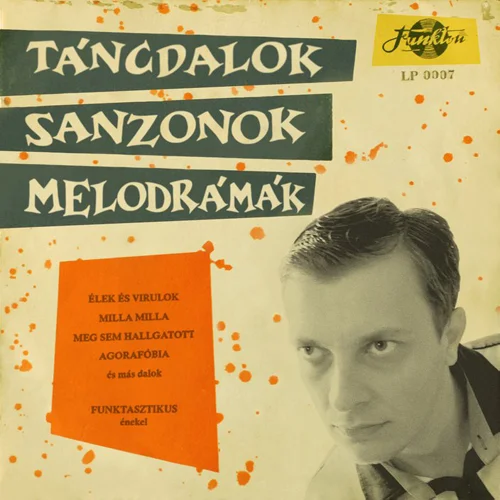 TÁNCDALOK
SANZONOK
MELODRÁMÁK
Funkton
LP 0007
ÉLEK ÉS VIRULOK
MILLA MILLA
MEG SEM HALLGATOTT
AGORAFÓBIA
és más dalok
FUNKTASZTIKUS
énekel